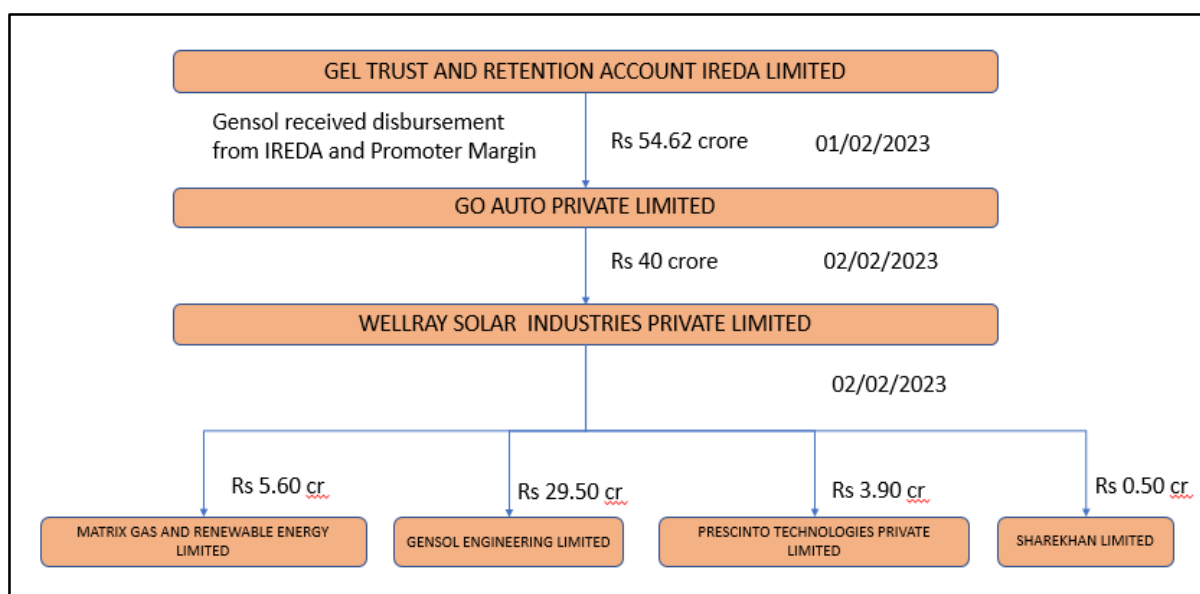 GEL TRUST AND RETENTION ACCOUNT IREDA LIMITED
Gensol received disbursement
from IREDA and Promoter Margin
Rs 54.62 crore
01/02/2023
GO AUTO PRIVATE LIMITED
Rs 40 crore
02/02/2023
WELLRAY SOLAR INDUSTRIES PRIVATE LIMITED
02/02/2023
Rs 5.60 cr
Rs 29.50 cr
Rs 3.90 cr
Rs 0.50 cr
MATRIX GAS AND RENEWABLE ENERGY
LIMITED
GENSOL ENGINEERING LIMITED
PRESCINTO TECHNOLOGIES PRIVATE
LIMITED
SHAREKHAN LIMITED